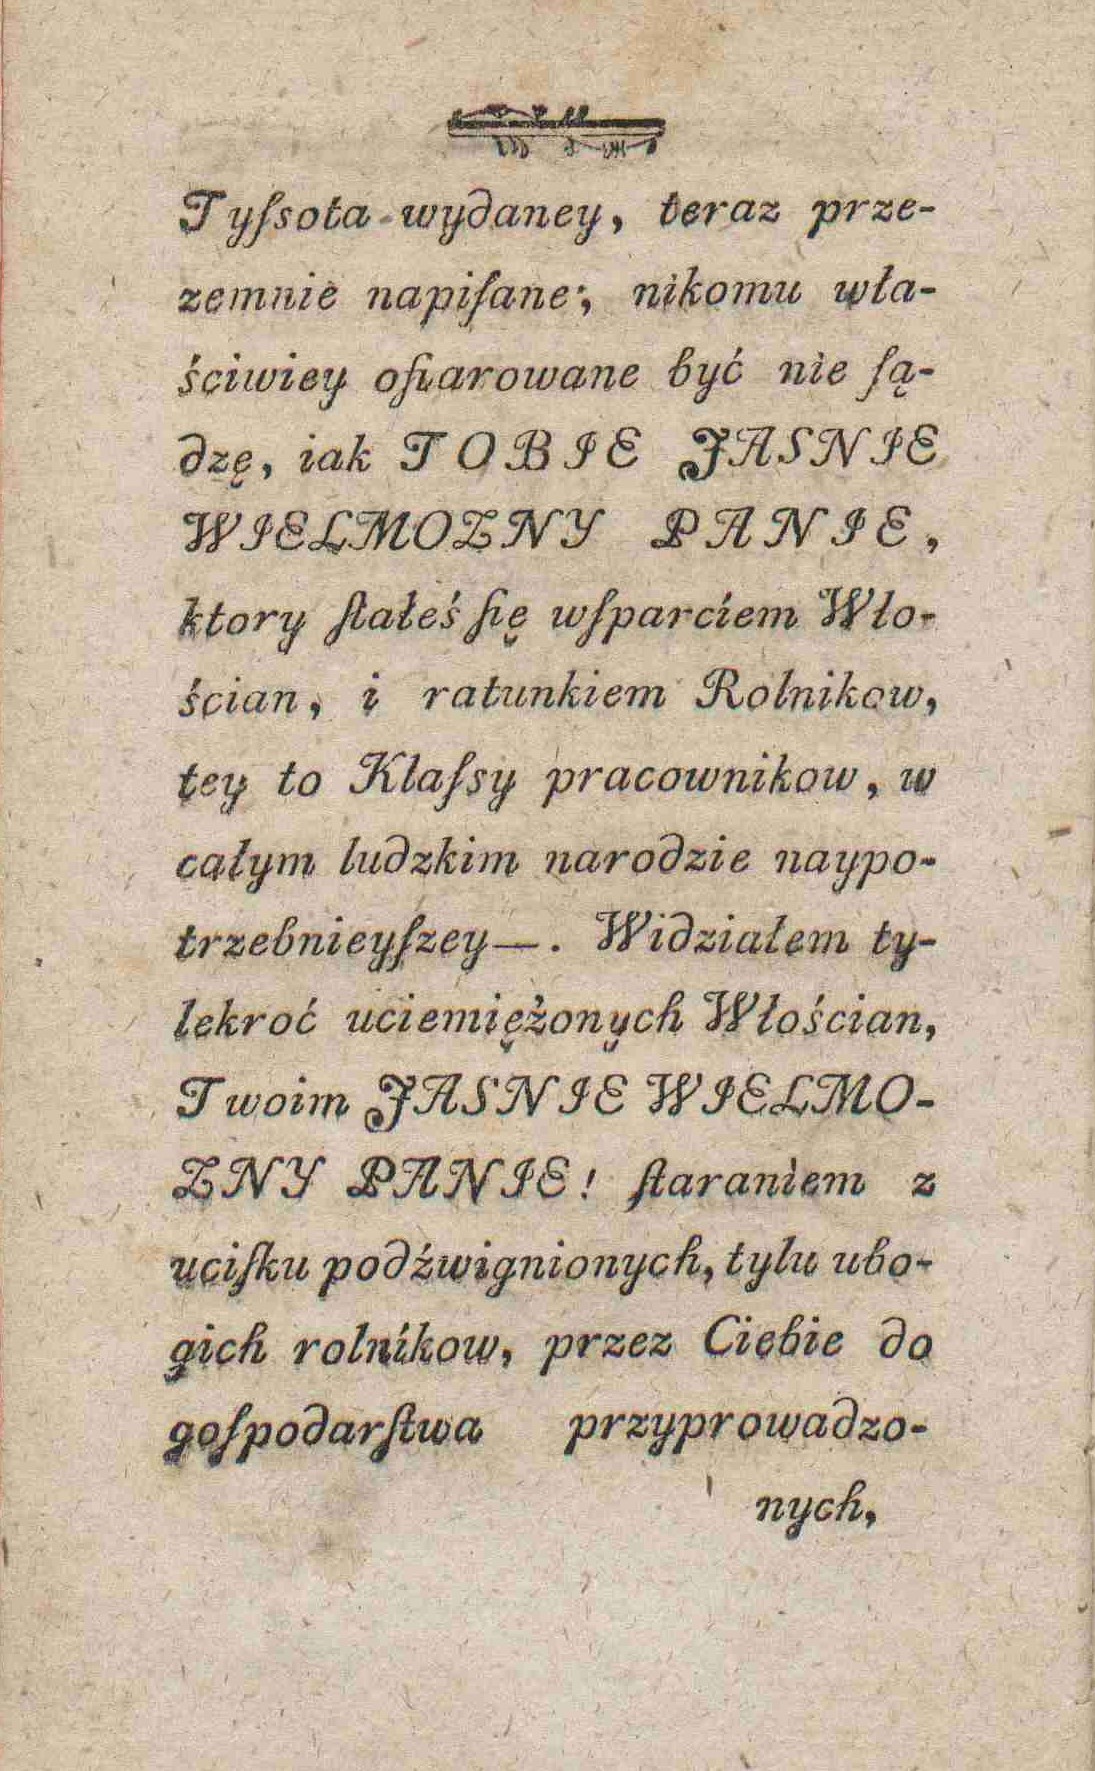 Tyſsota wydaney, teraz prze-
zemnie napiſane; nikomu wła-
ściwiey ofiarowane być nie ſą-
dzę, iak TOBIE JASNIE
WIELMOZNY PANIE,
ktory ſtałeś ſię wſparciem Wło-
ścian, i ratunkiem Rolnikow,
tey to Klaſsy pracownikow, w
całym ludzkim narodzie naypo-
trzebnieyſzey—. Widziałem ty-
lekroć uciemiężonych Włościan,
Twoim JASNIE WIELMO-
ZNY PANIE! ſtaraniem z
uciſku podźwignionych, tylu ubo-
gich rolnikow, przez Ciebie do
goſpodarſtwa przyprowadzo-
nych,